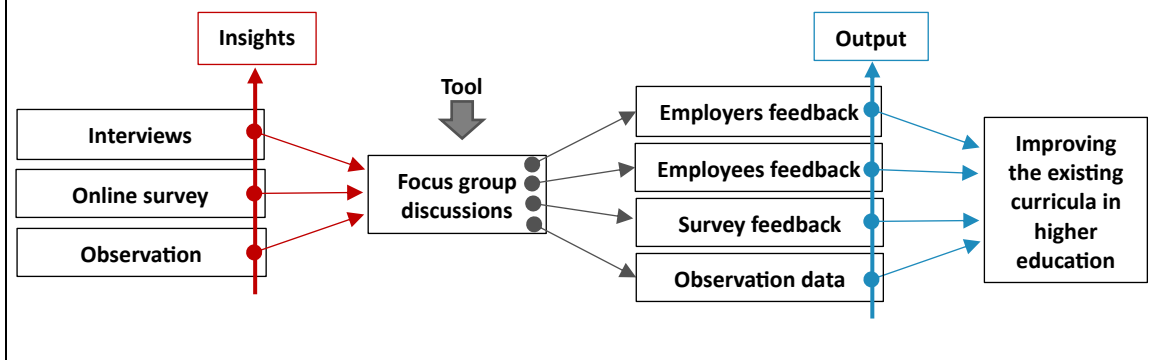 Insights
Output
Tool
Interviews
Online survey
Observation
Focus group
discussions
Employers feedback
Employees feedback
Survey feedback
Observation data
Improving
the existing
curricula in
higher
education